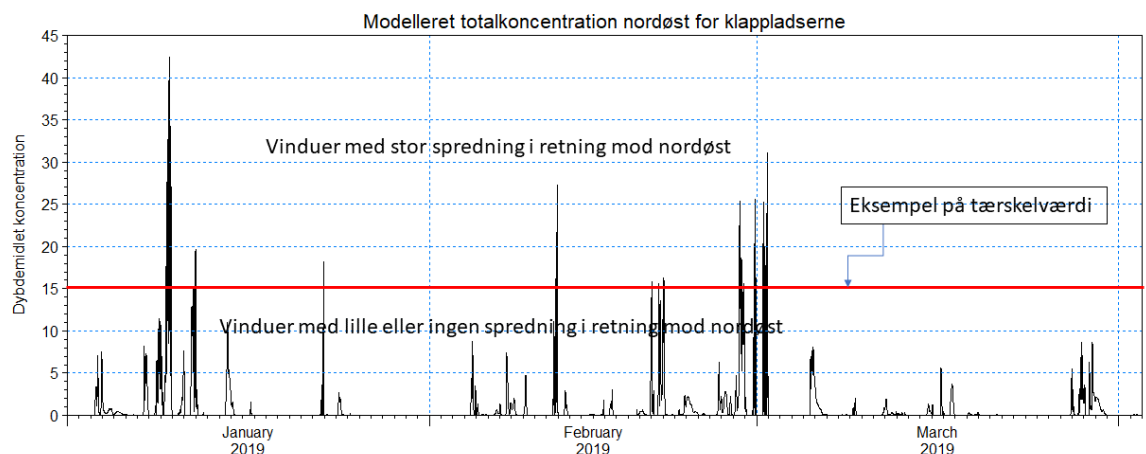 Modelleret totalkoncentration nordøst for klappladserne
45
40
35
30
25
20
15
10
5
0
Dybdemidlet koncentration
Vinduer med stor spredning i retning mod nordøst
Eksempel på tærskelværdi
Vinduer med lille eller ingen spredning i retning mod nordøst
January
2019
February
2019
March
2019